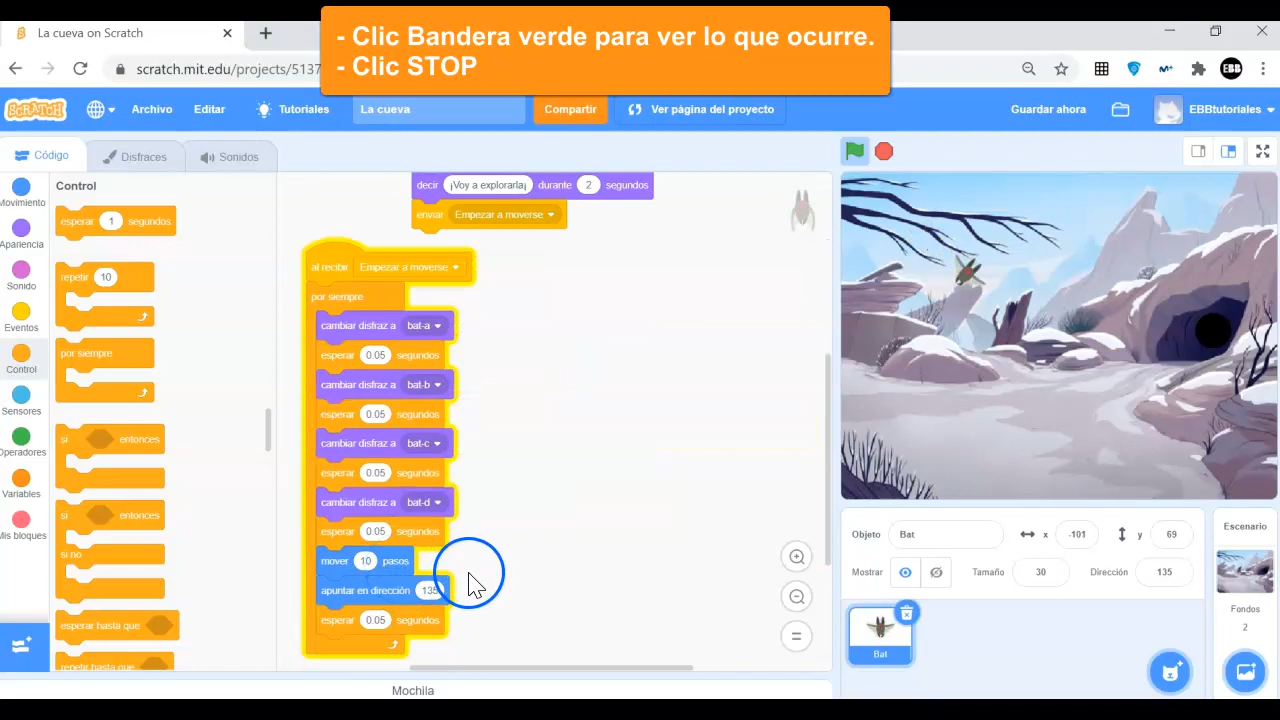 - Clic Bandera verde para ver lo que ocurre.
- Clic STOP
La cueva on Scratch
scratch.mit.edu/projects/5137
EBB
SCRATCH
Archivo
Editar
Tutoriales
La cueva
Compartir
Ver página del proyecto
Guardar ahora
EBBtutoriales
Código
Disfraces
Sonidos
Movimiento
Apariencia
Sonido
Eventos
Control
Sensores
Operadores
Variables
Mis bloques
Control
esperar 1 segundos
repetir 10
por siempre
si entonces
si entonces
si no
esperar hasta que
repetir hasta que
decir ¡Voy a explorarla¡ durante 2 segundos
enviar Empezar a moverse
al recibir Empezar a moverse
por siempre
cambiar disfraz a bat-a
esperar 0.05 segundos
cambiar disfraz a bat-b
esperar 0.05 segundos
cambiar disfraz a bat-c
esperar 0.05 segundos
cambiar disfraz a bat-d
esperar 0.05 segundos
mover 10 pasos
apuntar en dirección 135
esperar 0.05 segundos
Objeto Bat x -101 y 69
Mostrar Tamaño 30 Dirección 135
Bat
Escenario
Fondos
2
Mochila